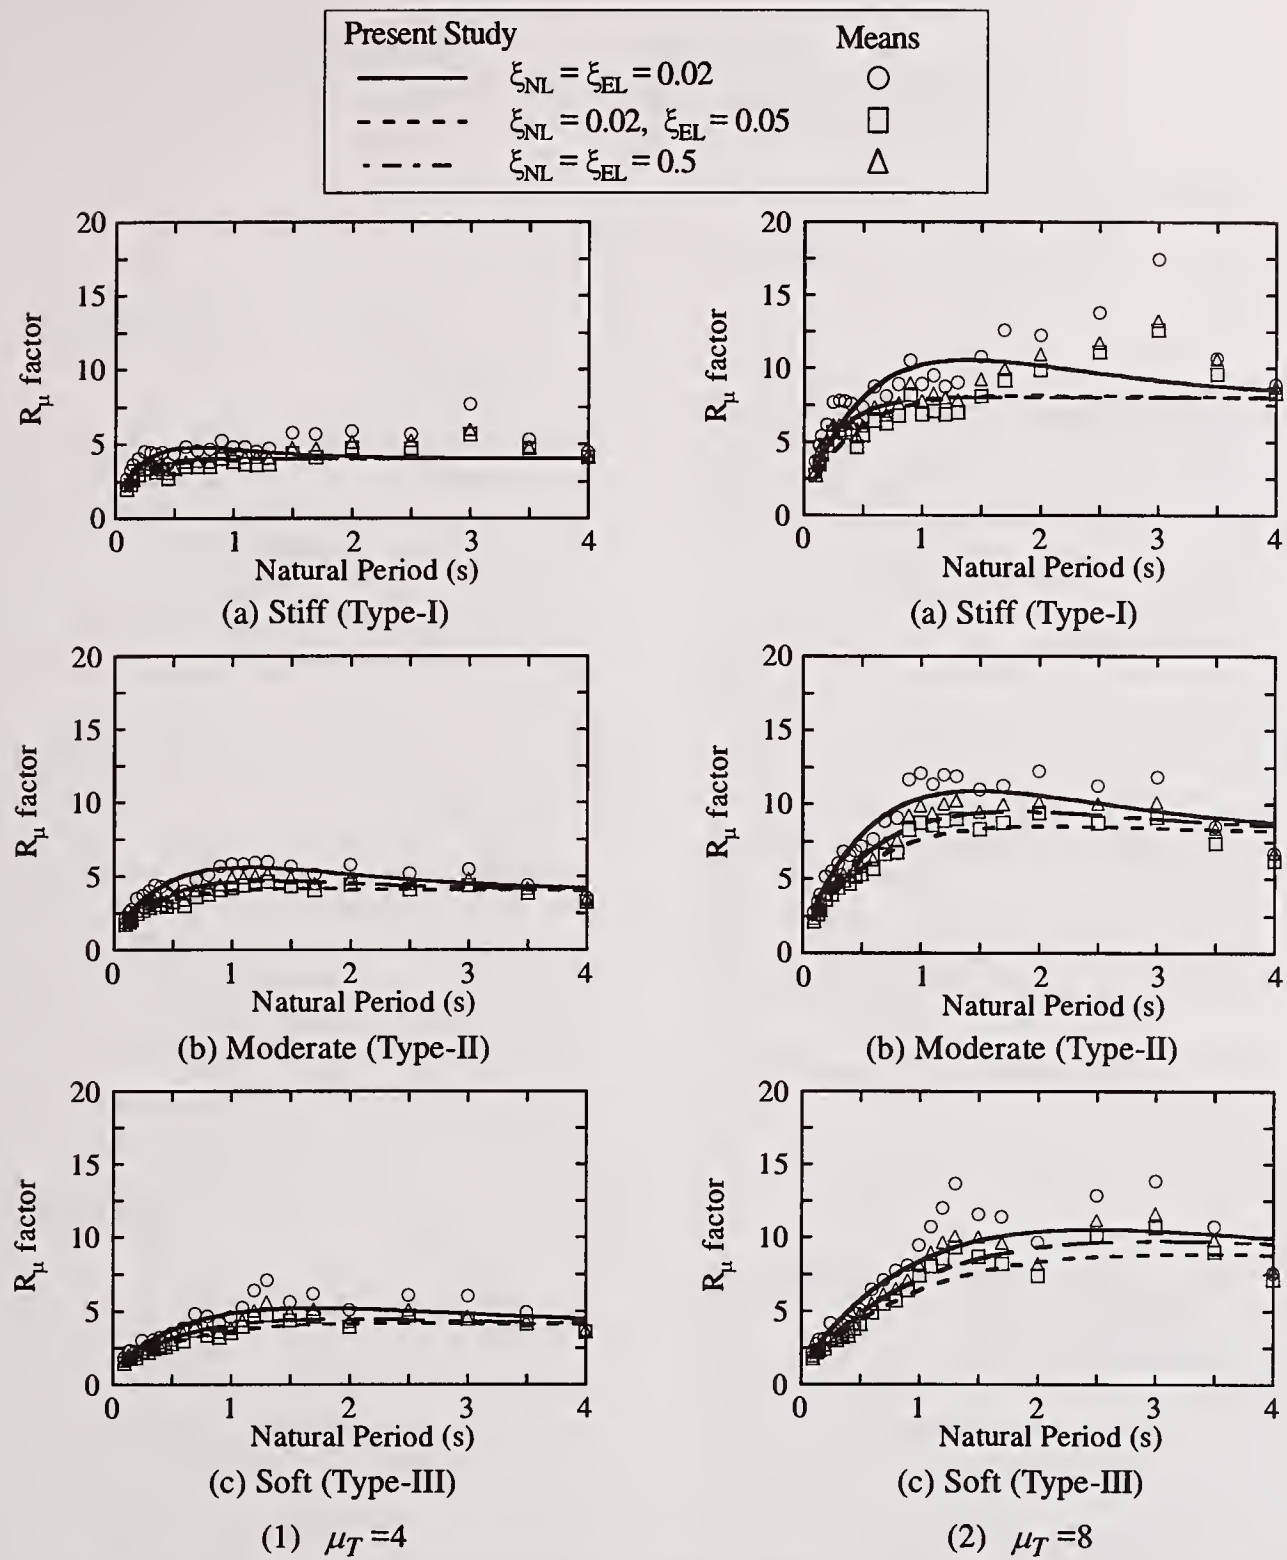 Present Study Means
ξNL = ξEL = 0.02
ξNL = 0.02, ξEL = 0.05
ξNL = ξEL = 0.5
20
15
10
5
0
Rμ factor
0 1 2 3 4
Natural Period (s)
(a) Stiff (Type-I)
20
15
10
5
0
Rμ factor
0 1 2 3 4
Natural Period (s)
(a) Stiff (Type-I)
20
15
10
5
0
Rμ factor
0 1 2 3 4
Natural Period (s)
(b) Moderate (Type-II)
20
15
10
5
0
Rμ factor
0 1 2 3 4
Natural Period (s)
(b) Moderate (Type-II)
20
15
10
5
0
Rμ factor
0 1 2 3 4
Natural Period (s)
(c) Soft (Type-III)
20
15
10
5
0
Rμ factor
0 1 2 3 4
Natural Period (s)
(c) Soft (Type-III)
(1) μT =4
(2) μT =8